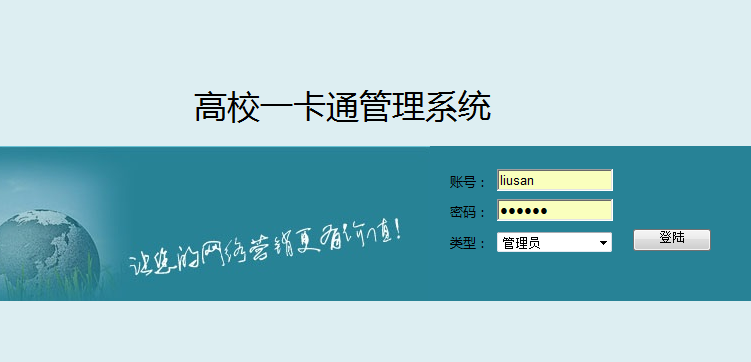 高校一卡通管理系统
账号： liusan
密码： ●●●●●●
让您的网络营销更有价值！
类型： 管理员 登陆